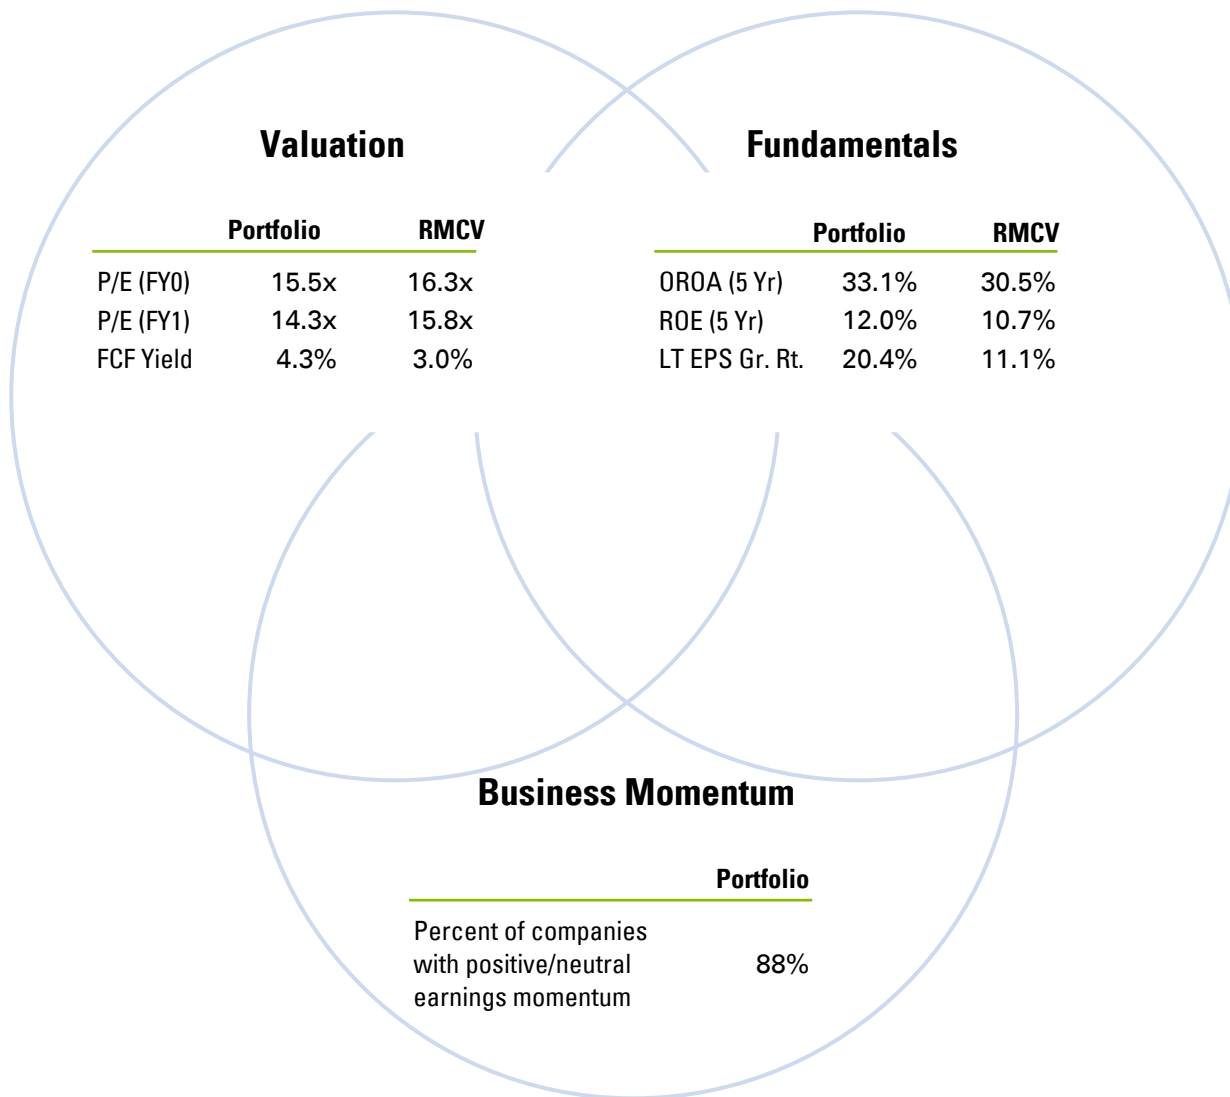 Valuation
Portfolio RMCV
P/E (FY0) 15.5x 16.3x
P/E (FY1) 14.3x 15.8x
FCF Yield 4.3% 3.0%
Fundamentals
Portfolio RMCV
OROA (5 Yr) 33.1% 30.5%
ROE (5 Yr) 12.0% 10.7%
LT EPS Gr. Rt. 20.4% 11.1%
Business Momentum
Portfolio
Percent of companies
with positive/neutral 88%
earnings momentum